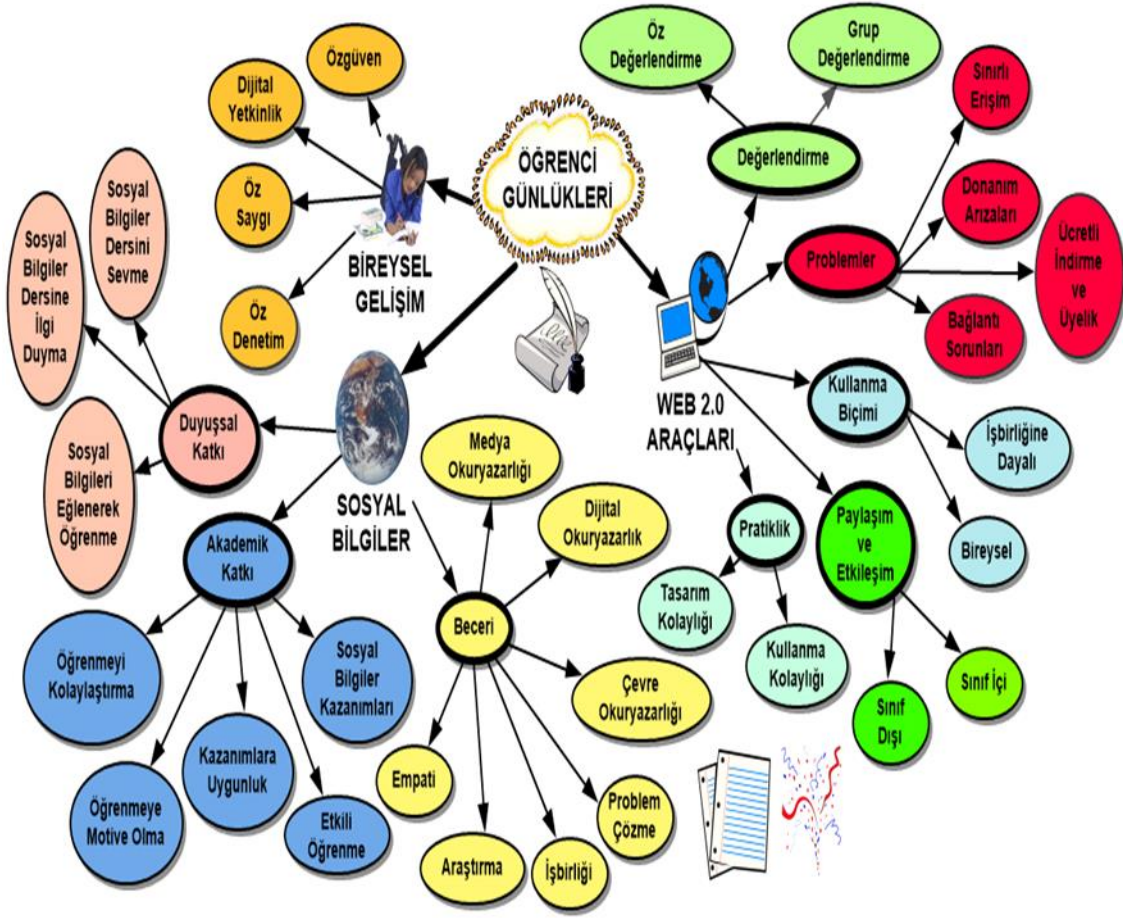 ÖĞRENCİ
GÜNLÜKLERİ
BİREYSEL
GELİŞİM
Özgüven
Dijital
Yetkinlik
Öz
Saygı
Öz
Denetim
SOSYAL
BİLGİLER
Duyuşsal
Katkı
Sosyal
Bilgiler
Dersini
Sevme
Sosyal
Bilgiler
Dersine
İlgi
Duyma
Sosyal
Bilgileri
Eğlenerek
Öğrenme
Akademik
Katkı
Öğrenmeyi
Kolaylaştırma
Öğrenmeye
Motive Olma
Kazanımlara
Uygunluk
Etkili
Öğrenme
Sosyal
Bilgiler
Kazanımları
Beceri
Medya
Okuryazarlığı
Dijital
Okuryazarlık
Çevre
Okuryazarlığı
Problem
Çözme
İşbirliği
Araştırma
Empati
WEB 2.0
ARAÇLARI
Değerlendirme
Öz
Değerlendirme
Grup
Değerlendirme
Problemler
Sınırlı
Erişim
Donanım
Arızaları
Ücretli
İndirme
ve
Üyelik
Bağlantı
Sorunları
Kullanma
Biçimi
İşbirliğine
Dayalı
Bireysel
Paylaşım
ve
Etkileşim
Sınıf İçi
Sınıf
Dışı
Pratiklik
Tasarım
Kolaylığı
Kullanma
Kolaylığı